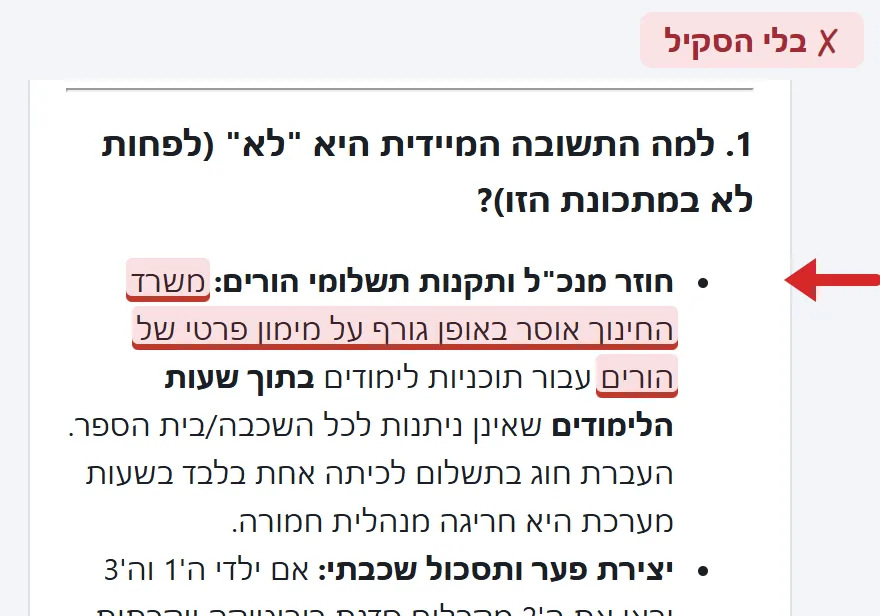 ✗ בלי הסקיל
1. למה התשובה המיידית היא "לא" (לפחות
לא במתכונת הזו)?
• חוזר מנכ"ל ותקנות תשלומי הורים: משרד
החינוך אוסר באופן גורף על מימון פרטי של
הורים עבור תוכניות לימודים בתוך שעות
הלימודים שאינן ניתנות לכל השכבה/בית הספר.
העברת חוג בתשלום לכיתה אחת בלבד בשעות
מערכת היא חריגה מנהלית חמורה.
• יצירת פער ותסכול שכבתי: אם ילדי ה'1 וה'3